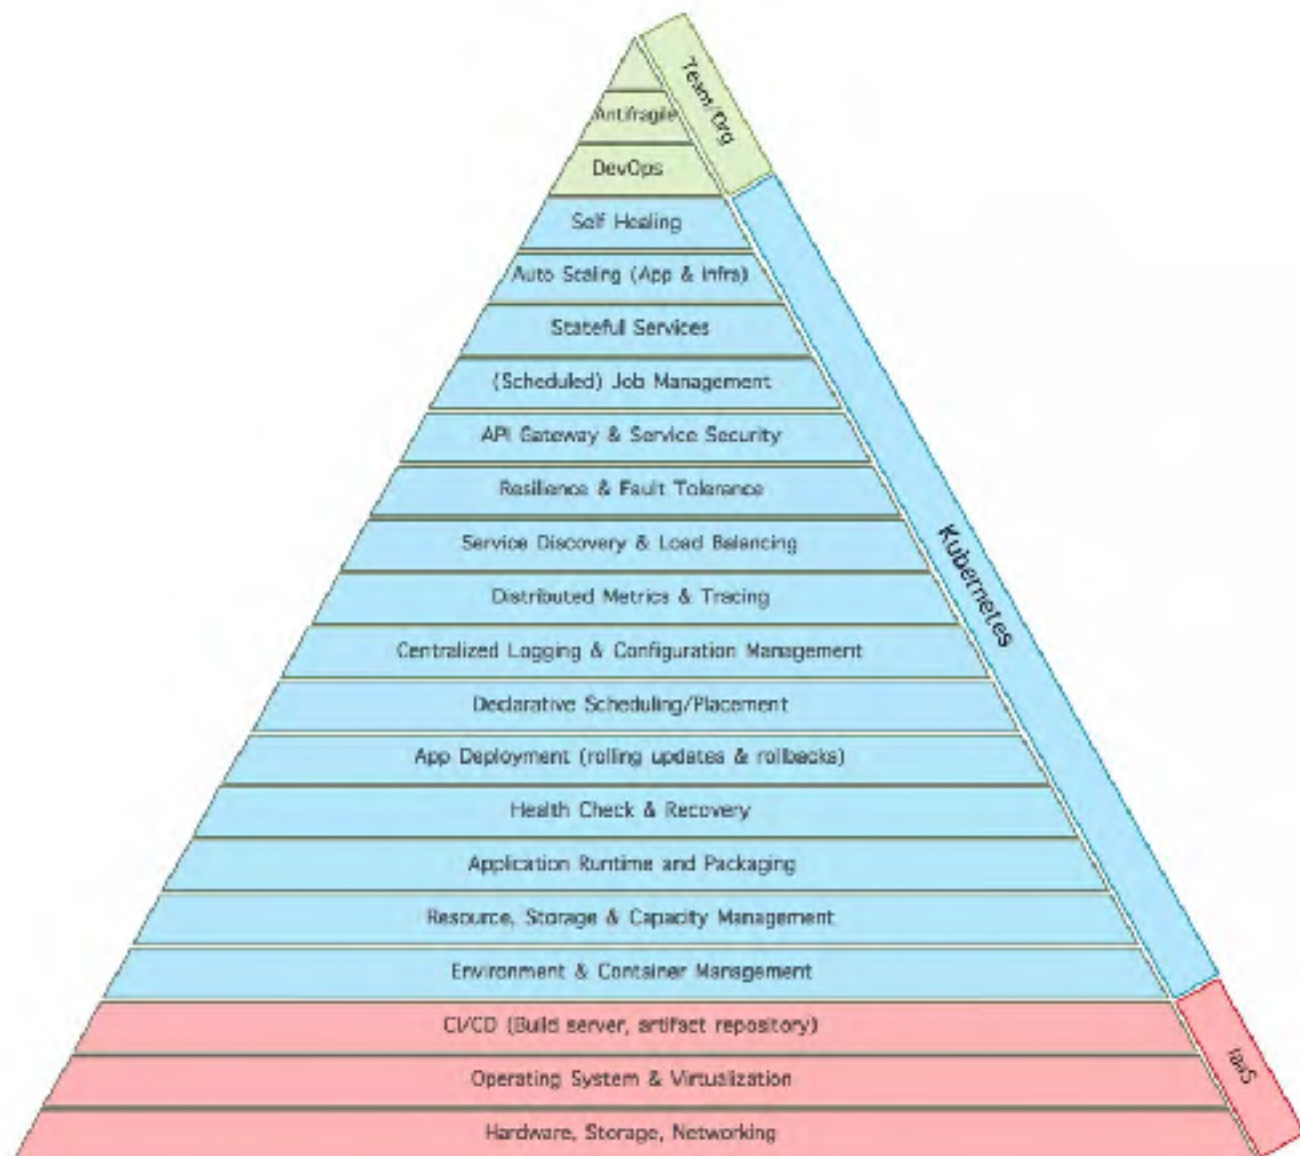 Team/Org
Antifragile
DevOps
Self Healing
Auto Scaling (App & Infra)
Statefull Services
(Scheduled) Job Management
API Gateway & Service Security
Resilience & Fault Tolerance
Service Discovery & Load Balancing
Kubernetes
Distributed Metrics & Tracing
Centralized Logging & Configuration Management
Declarative Scheduling/Placement
App Deployment (rolling updates & rollbacks)
Health Check & Recovery
Application Runtime and Packaging
Resource, Storage & Capacity Management
Environment & Container Management
CI/CD (Build server, artifact repository)
IaaS
Operating System & Virtualization
Hardware, Storage, Networking